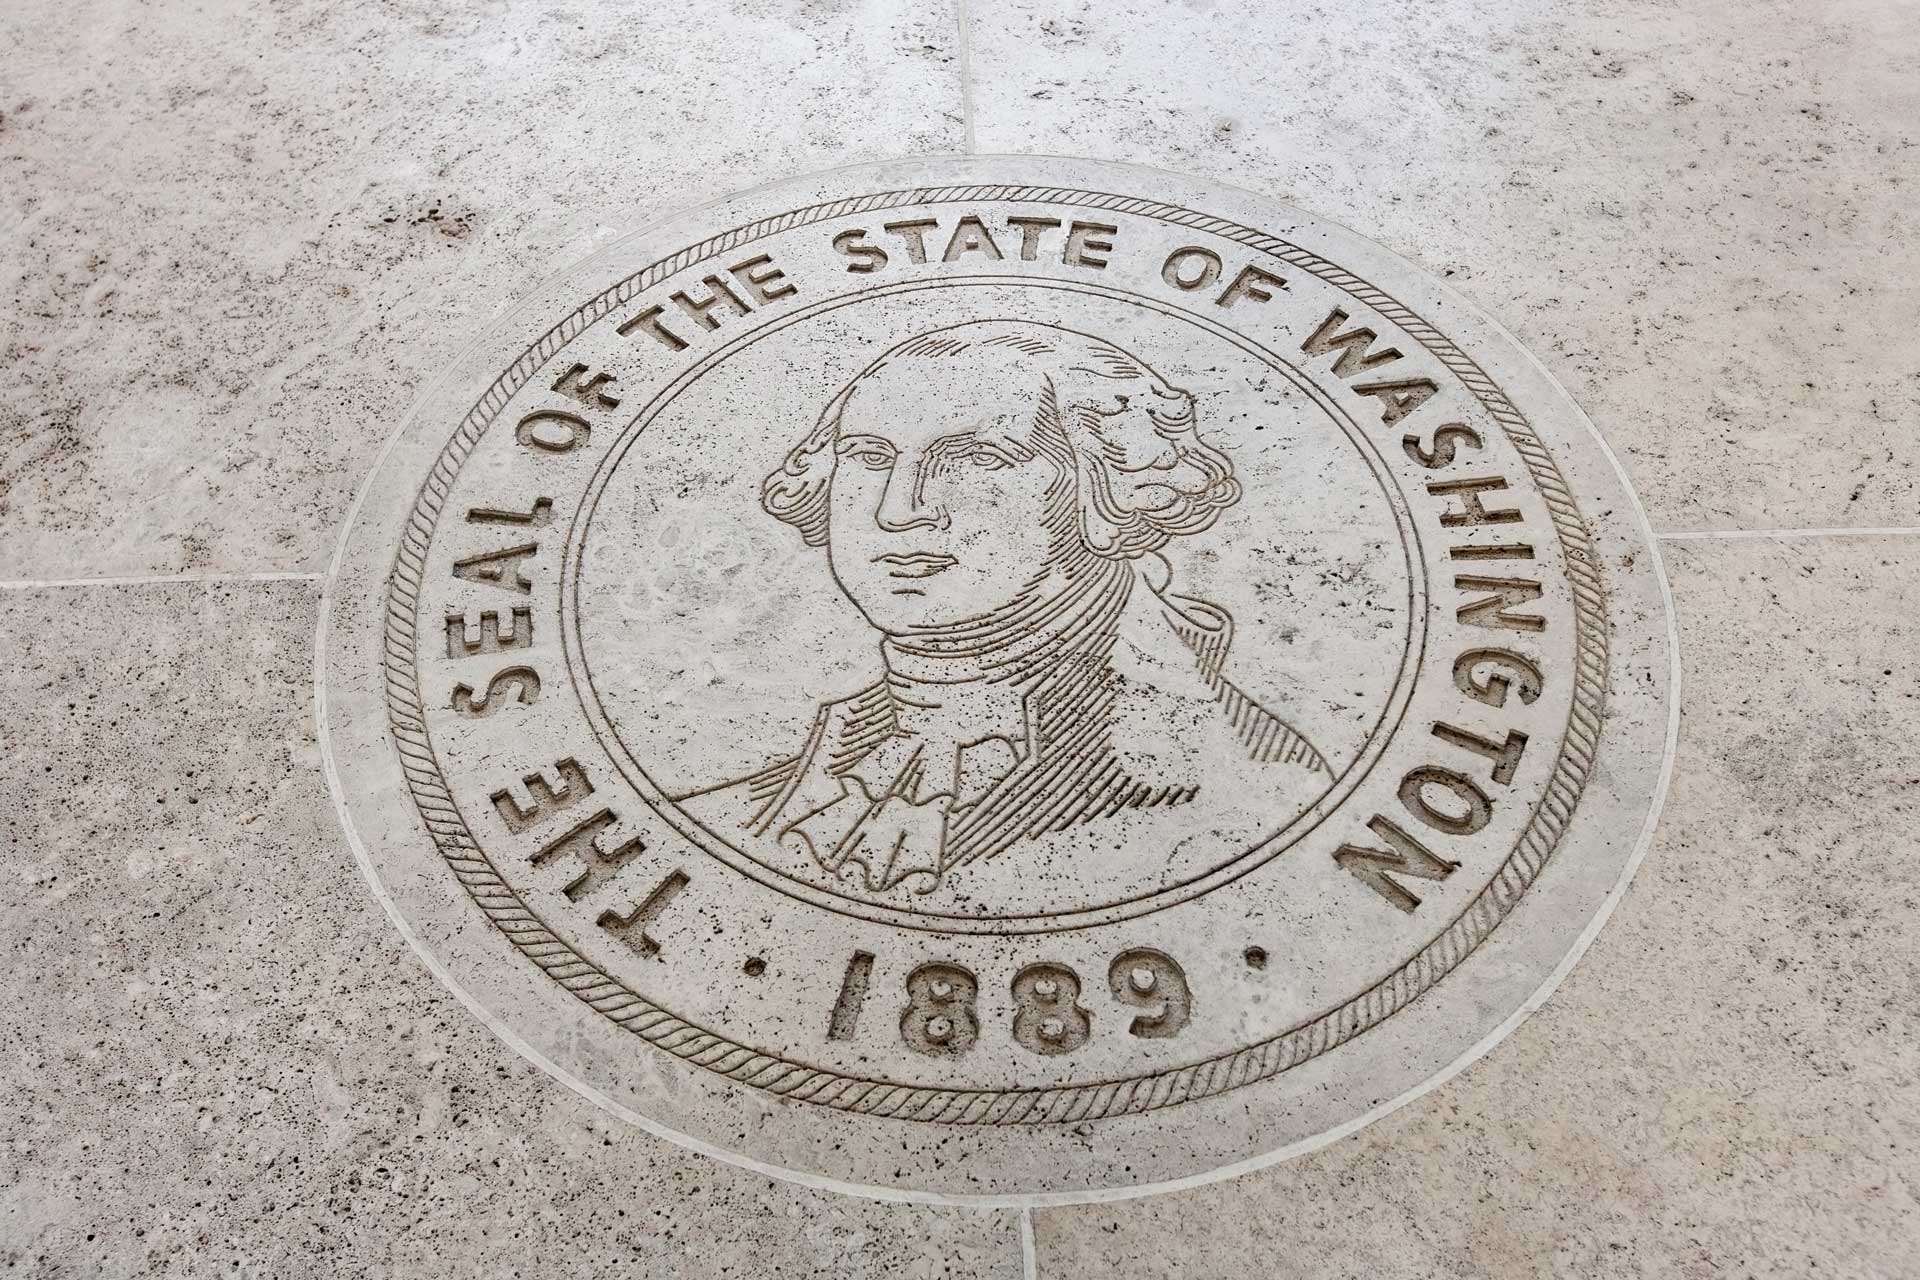 THE SEAL OF THE STATE OF WASHINGTON
· 1889 ·